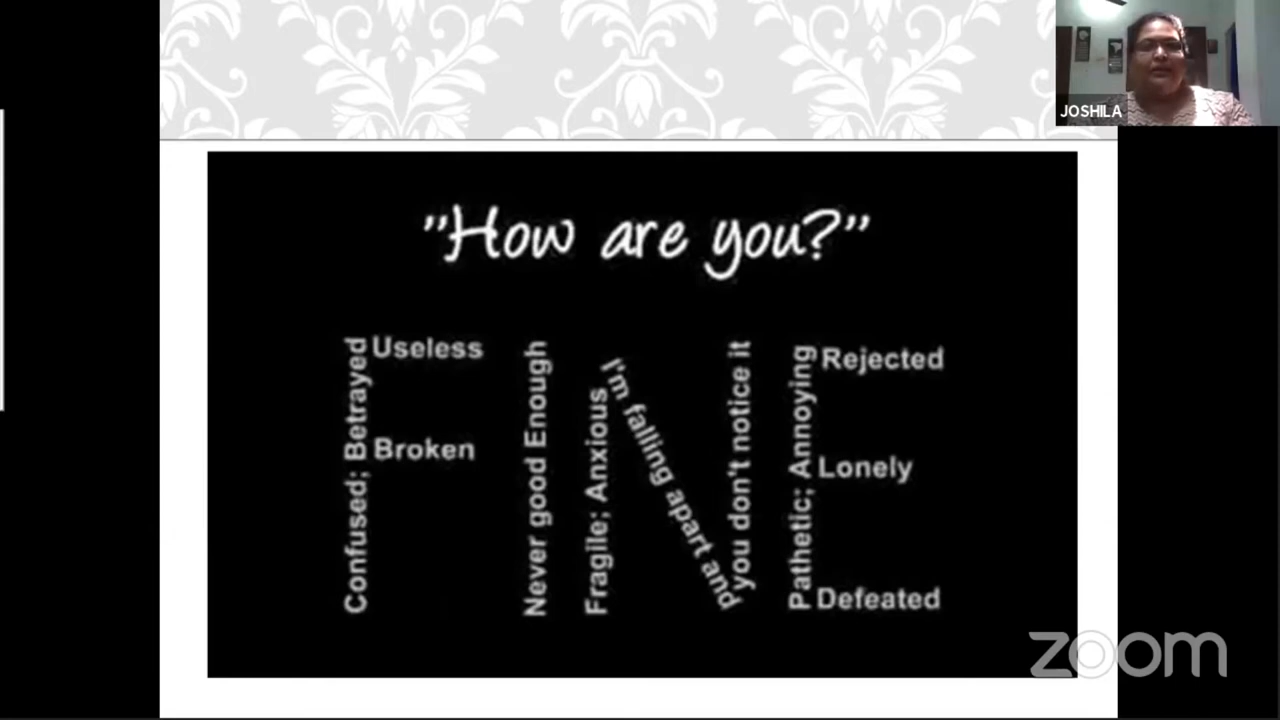 JOSHILA
"How are you?"
Confused; Betrayed
Useless
Broken
Never good Enough
Fragile; Anxious
I'm falling apart and
you don't notice it
Pathetic; Annoying
Rejected
Lonely
Defeated
zoom